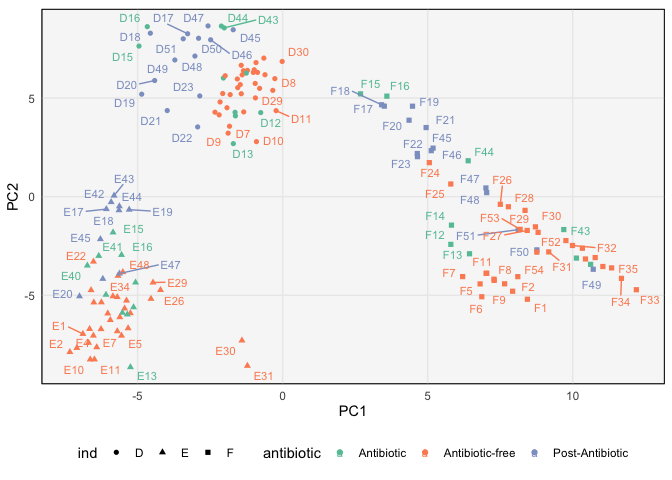 D16
D17
D47
D44
D43
D18
D45
D15
D51
D50
D46
D30
D49
D48
D20
D23
D8
D19
D29
D21
D12
D11
D22
D9
D7
D10
D13
F15
F16
F18
F17
F19
F20
F21
F22
F45
F23
F46
F44
F24
F25
F47
F26
F48
F28
F14
F53
F29
F30
F12
F51
F27
F52
F43
F13
F50
F32
F11
F31
F7
F8
F54
F35
F5
F2
F49
F6
F9
F1
F34
F33
E43
E42
E44
E17
E19
E18
E15
E45
E41
E16
E22
E48
E47
E40
E34
E29
E20
E26
E1
E2
E4
E7
E5
E10
E11
E13
E30
E31
PC2
5
0
-5
-5
0
5
10
PC1
ind
D
E
F
antibiotic
Antibiotic
Antibiotic-free
Post-Antibiotic